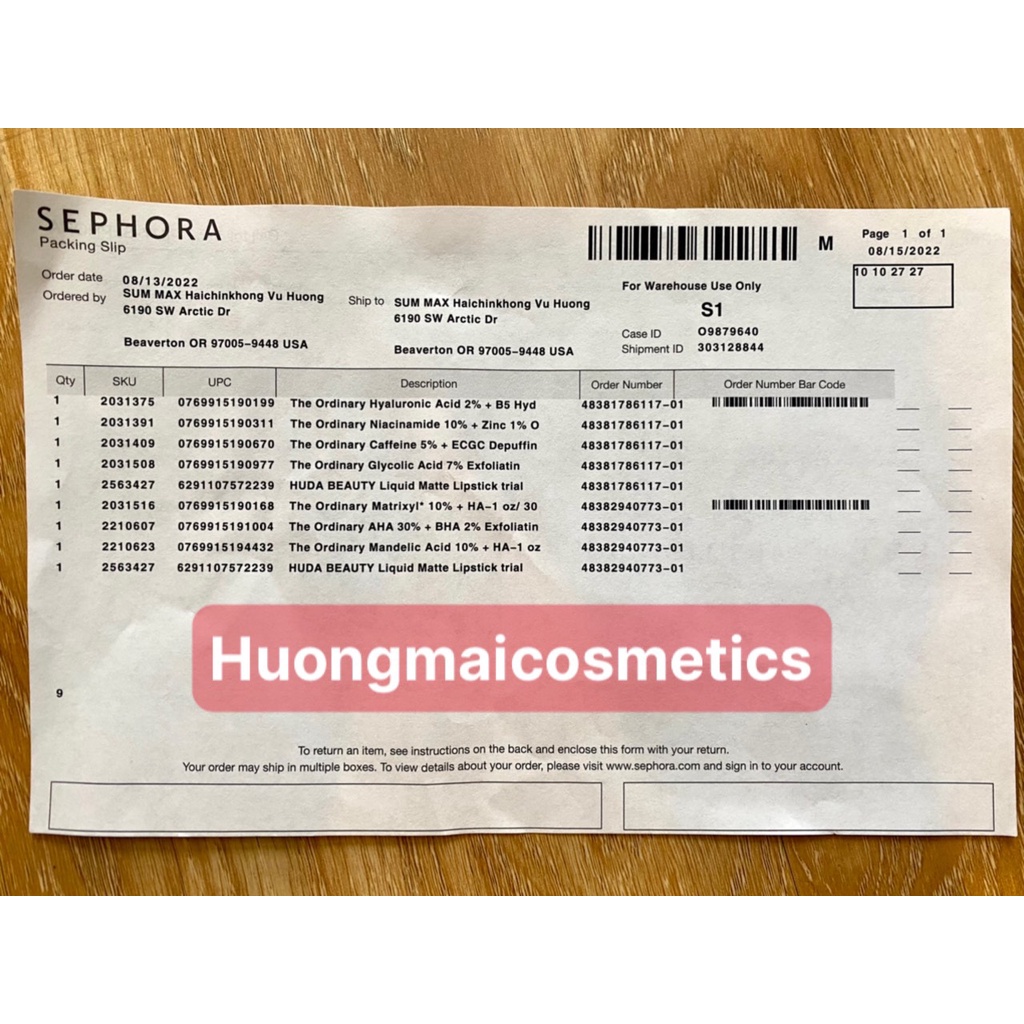 SEPHORA
Packing Slip
Order date 08/13/2022
Ordered by SUM MAX Haichinkhong Vu Huong
6190 SW Arctic Dr
Beaverton OR 97005-9448 USA
Ship to SUM MAX Haichinkhong Vu Huong
6190 SW Arctic Dr
Beaverton OR 97005-9448 USA
M
For Warehouse Use Only
S1
Case ID O9879640
Shipment ID 303128844
Page 1 of 1
08/15/2022
10 10 27 27
Qty SKU UPC Description Order Number Order Number Bar Code
1 2031375 0769915190199 The Ordinary Hyaluronic Acid 2% + B5 Hyd 48381786117-01
1 2031391 0769915190311 The Ordinary Niacinamide 10% + Zinc 1% O 48381786117-01
1 2031409 0769915190670 The Ordinary Caffeine 5% + ECGC Depuffin 48381786117-01
1 2031508 0769915190977 The Ordinary Glycolic Acid 7% Exfoliatin 48381786117-01
1 2563427 6291107572239 HUDA BEAUTY Liquid Matte Lipstick trial 48381786117-01
1 2031516 0769915190168 The Ordinary Matrixyl* 10% + HA-1 oz/ 30 48382940773-01
1 2210607 0769915191004 The Ordinary AHA 30% + BHA 2% Exfoliatin 48382940773-01
1 2210623 0769915194432 The Ordinary Mandelic Acid 10% + HA-1 oz 48382940773-01
1 2563427 6291107572239 HUDA BEAUTY Liquid Matte Lipstick trial 48382940773-01
Huongmaicosmetics
9
To return an item, see instructions on the back and enclose this form with your return.
Your order may ship in multiple boxes. To view details about your order, please visit www.sephora.com and sign in to your account.